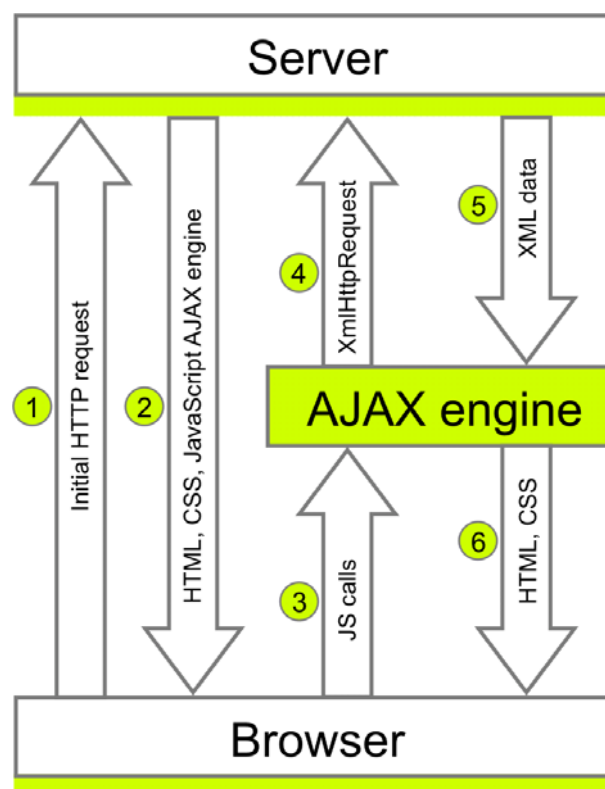 Server
1
Initial HTTP request
2
HTML, CSS, JavaScript AJAX engine
3
JS calls
4
XmlHttpRequest
5
XML data
AJAX engine
6
HTML, CSS
Browser